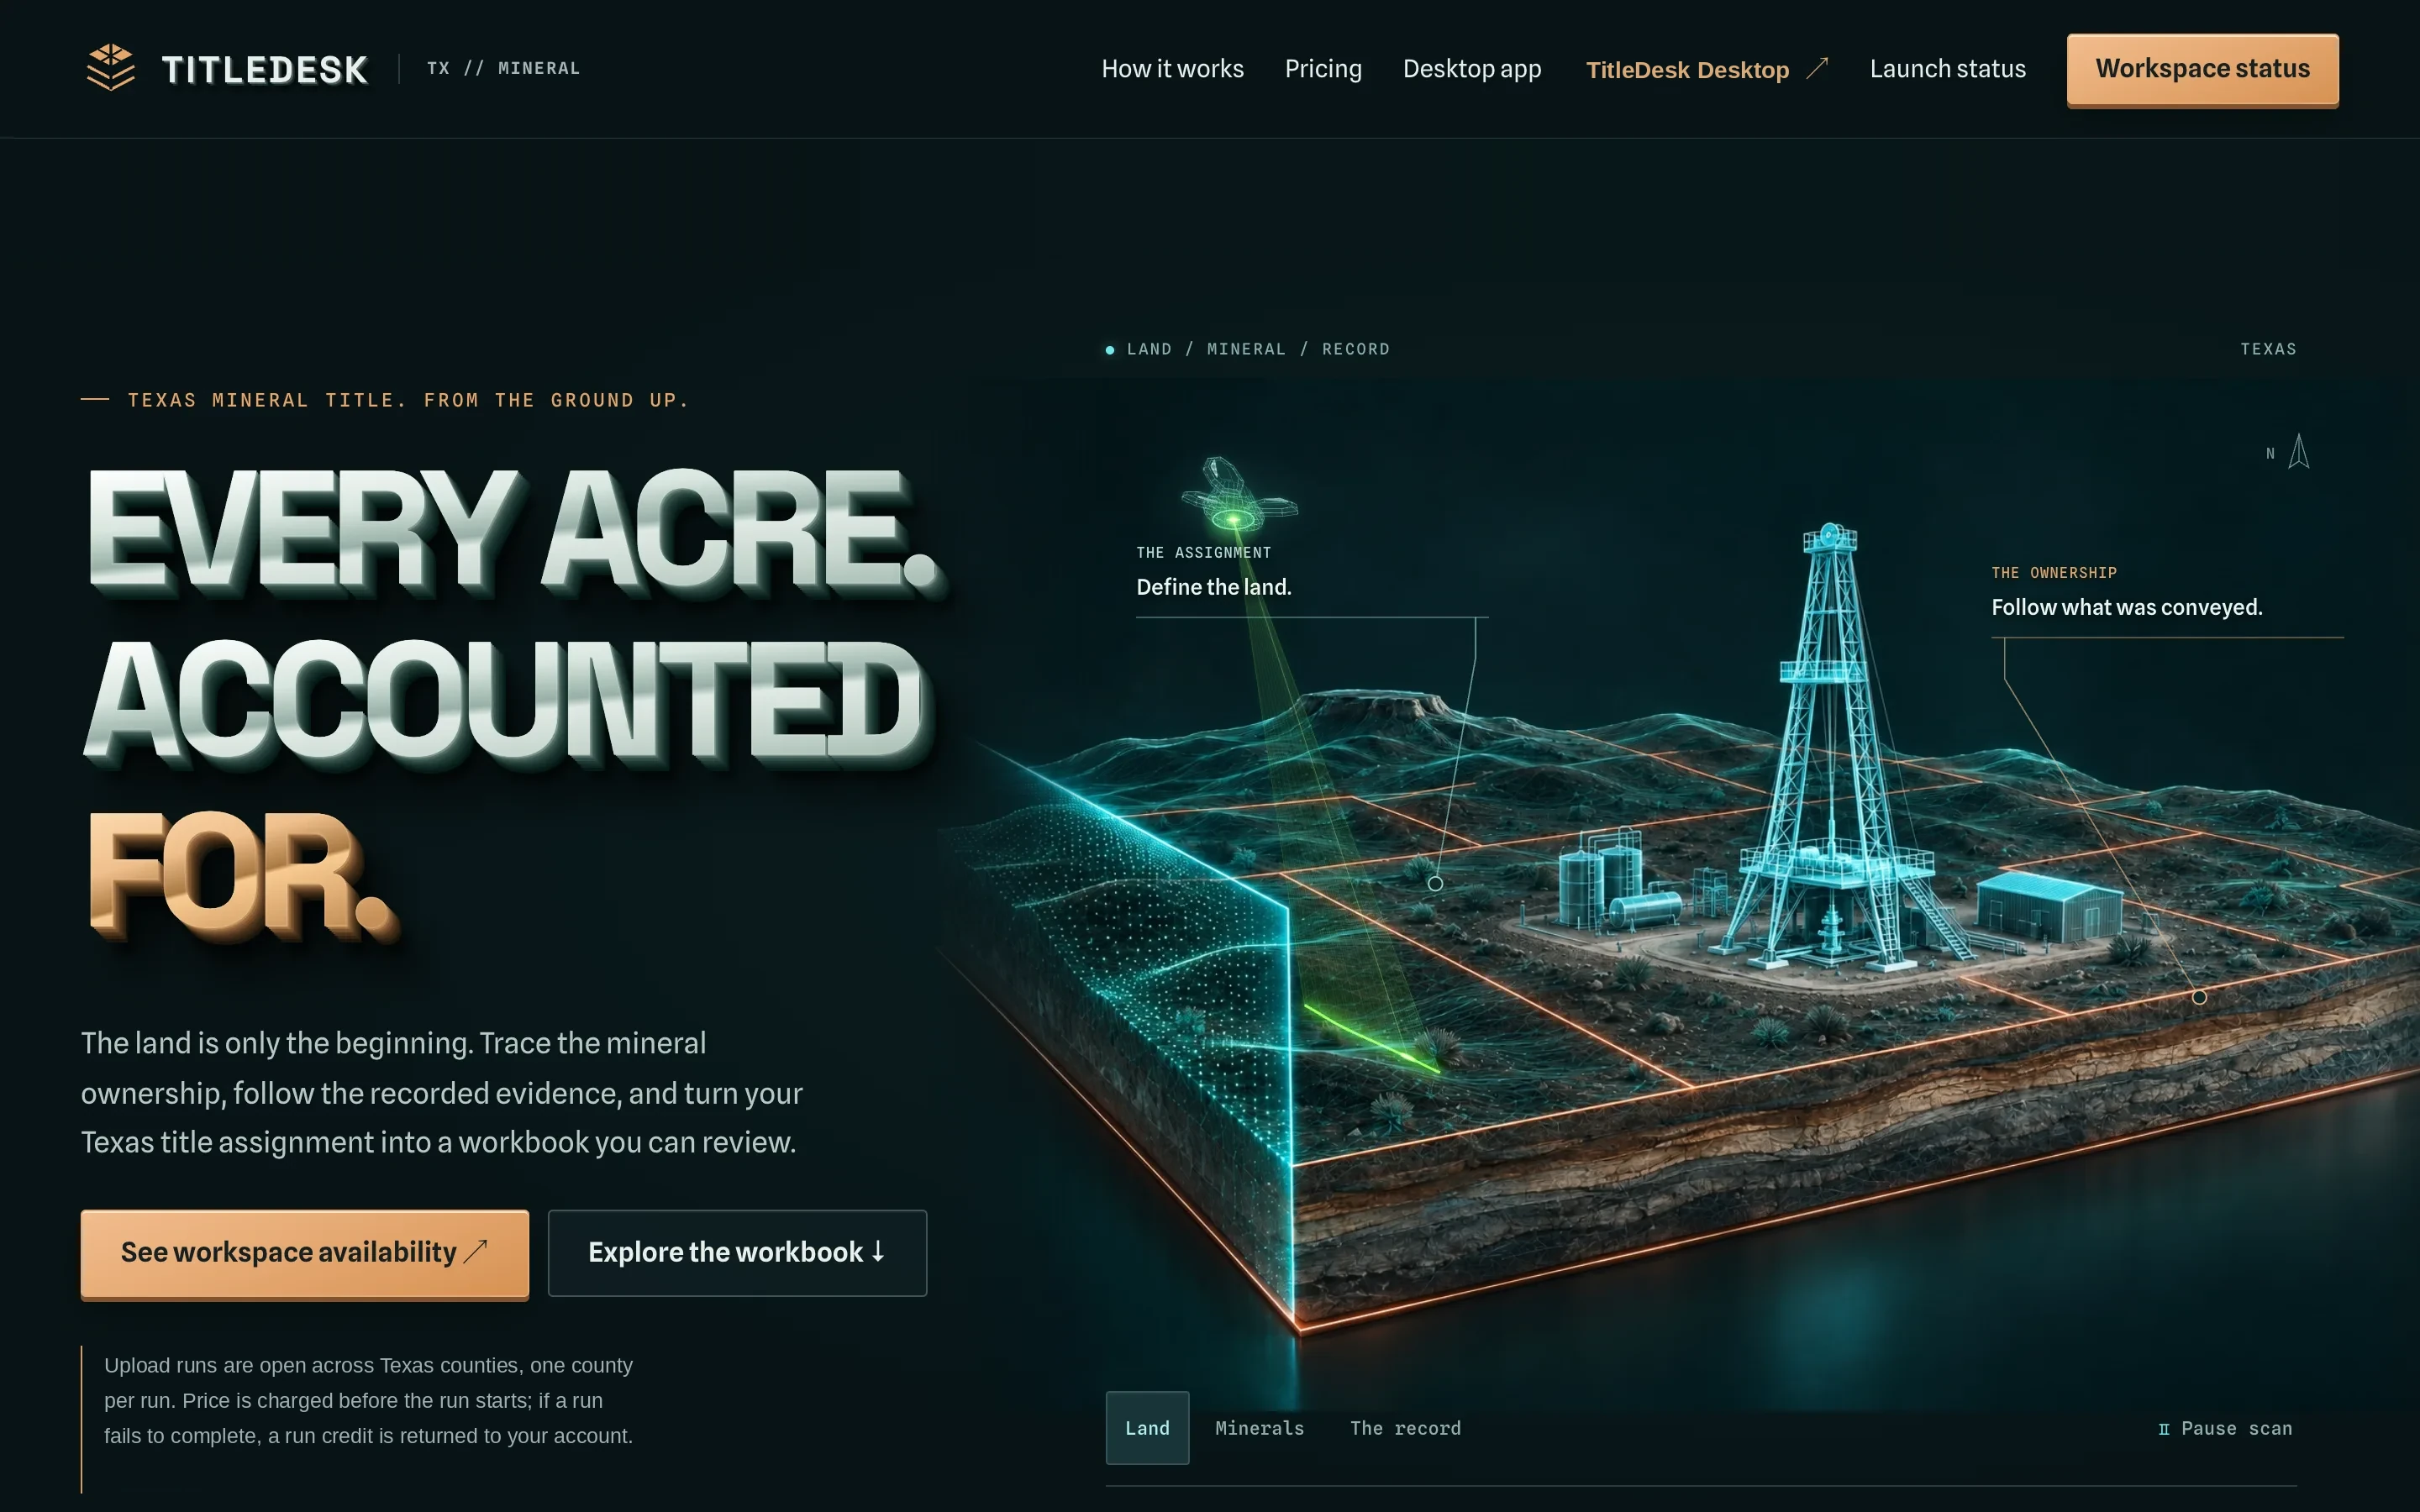 TITLEDESK
TX // MINERAL
How it works
Pricing
Desktop app
TitleDesk Desktop ↗
Launch status
Workspace status
LAND / MINERAL / RECORD
TEXAS
TEXAS MINERAL TITLE. FROM THE GROUND UP.
N
EVERY ACRE.
ACCOUNTED
FOR.
THE ASSIGNMENT
Define the land.
THE OWNERSHIP
Follow what was conveyed.
The land is only the beginning. Trace the mineral
ownership, follow the recorded evidence, and turn your
Texas title assignment into a workbook you can review.
See workspace availability ↗
Explore the workbook ↓
Upload runs are open across Texas counties, one county
per run. Price is charged before the run starts; if a run
fails to complete, a run credit is returned to your account.
Land
Minerals
The record
Pause scan